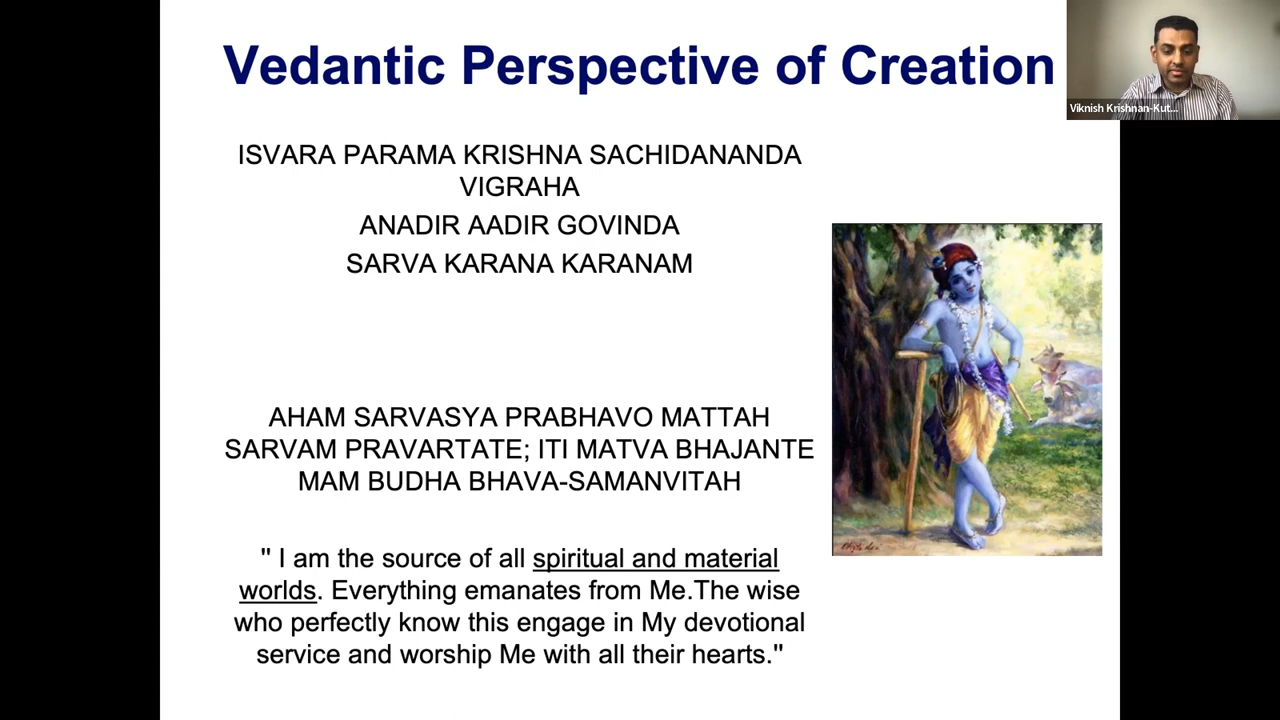 Vedantic Perspective of Creation
Viknish Krishnan-Kut...
ISVARA PARAMA KRISHNA SACHIDANANDA
VIGRAHA
ANADIR AADIR GOVINDA
SARVA KARANA KARANAM
AHAM SARVASYA PRABHAVO MATTAH
SARVAM PRAVARTATE; ITI MATVA BHAJANTE
MAM BUDHA BHAVA-SAMANVITAH
" I am the source of all spiritual and material
worlds. Everything emanates from Me.The wise
who perfectly know this engage in My devotional
service and worship Me with all their hearts."